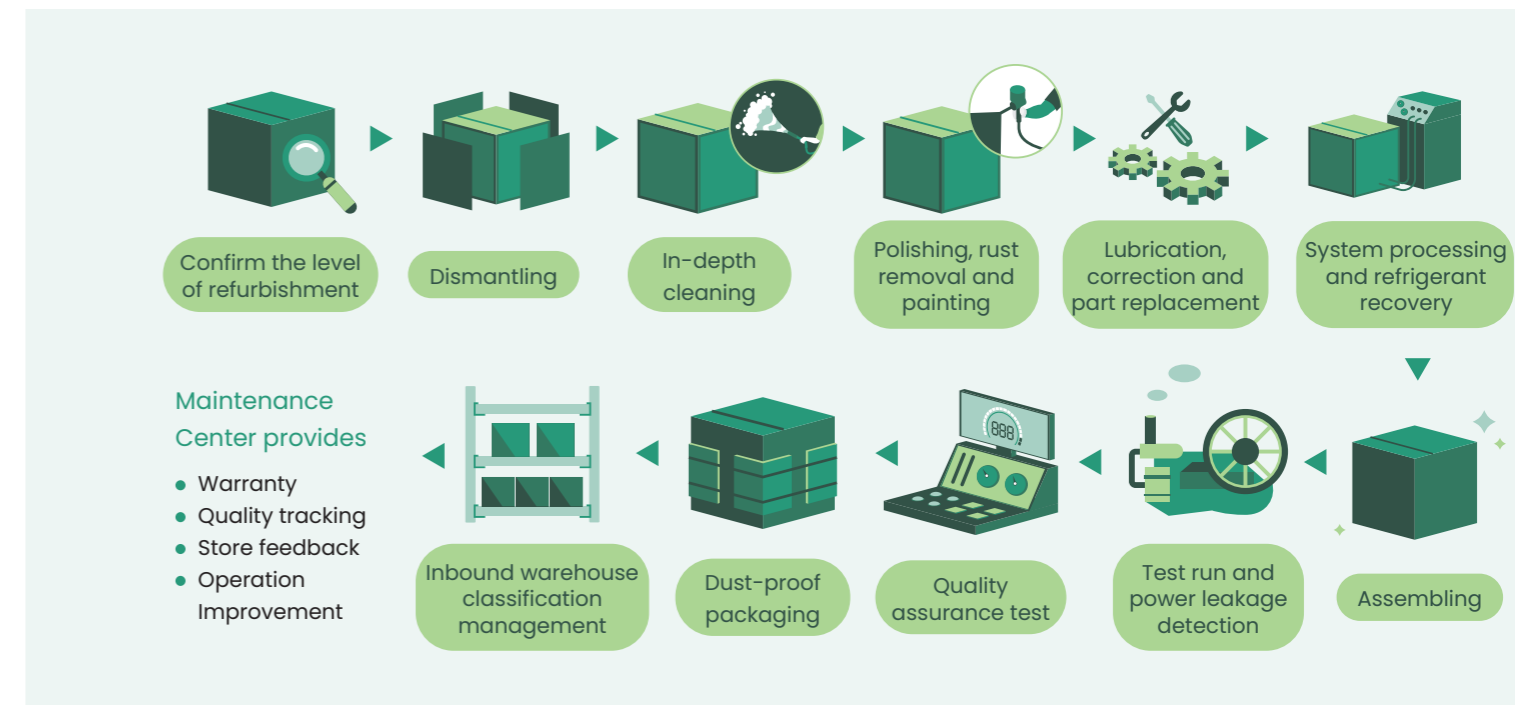 Confirm the level
of refurbishment
Dismantling
In-depth
cleaning
Polishing, rust
removal and
painting
Lubrication,
correction and
part replacement
System processing
and refrigerant
recovery
Assembling
Test run and
power leakage
detection
888
Quality
assurance test
Dust-proof
packaging
Inbound warehouse
classification
management
Maintenance
Center provides
Warranty
Quality tracking
Store feedback
Operation
Improvement